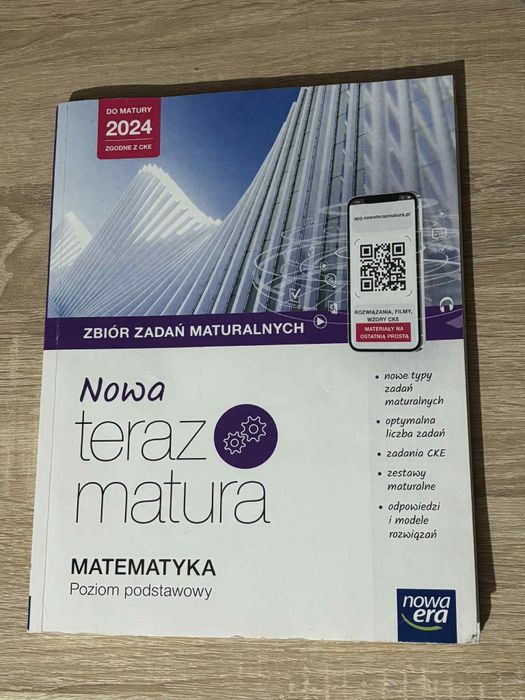 DO MATURY
2024
ZGODNE Z CKE
app.nowaterazmatura.pl
ROZWIĄZANIA, FILMY,
WZORY CKE
MATERIAŁY NA
OSTATNIĄ PROSTĄ
ZBIÓR ZADAŃ MATURALNYCH
Nowa
teraz
matura
• nowe typy
zadań
maturalnych
• optymalna
liczba zadań
• zadania CKE
• zestawy
maturalne
• odpowiedzi
i modele
rozwiązań
MATEMATYKA
Poziom podstawowy
nowa
era